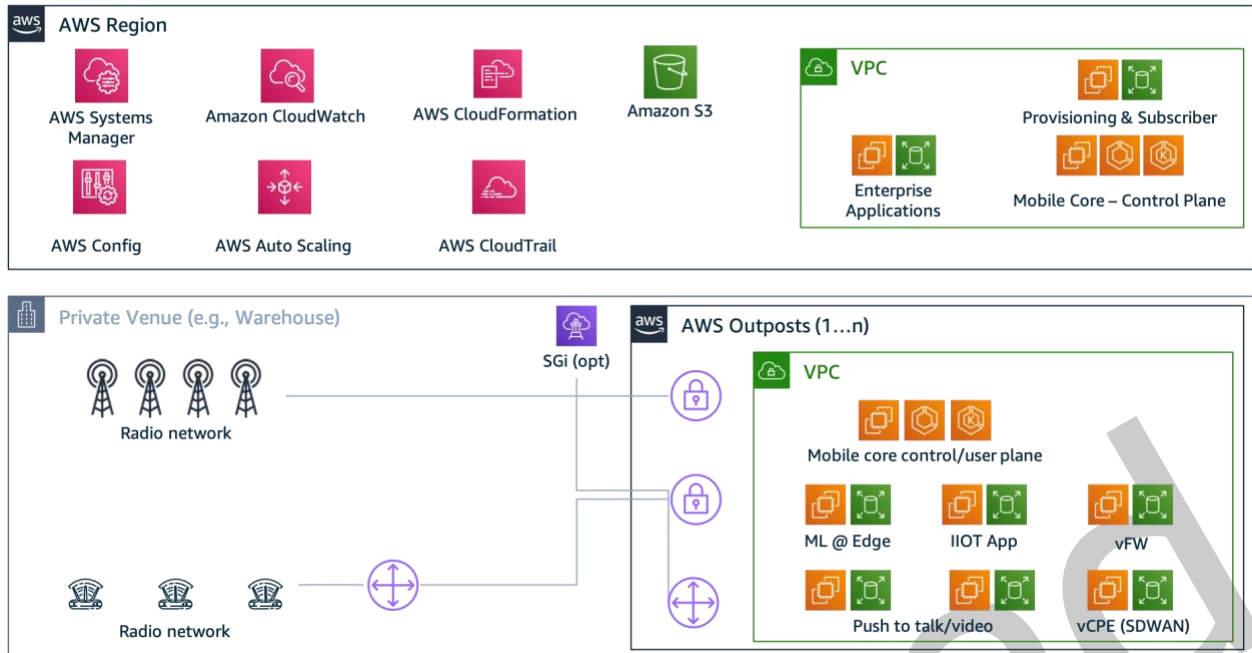 aws
AWS Region
AWS Systems
Manager
Amazon CloudWatch
AWS CloudFormation
Amazon S3
AWS Config
AWS Auto Scaling
AWS CloudTrail
VPC
Provisioning & Subscriber
Enterprise
Applications
Mobile Core – Control Plane
Private Venue (e.g., Warehouse)
SGi (opt)
aws
AWS Outposts (1...n)
Radio network
VPC
Mobile core control/user plane
ML @ Edge
IIOT App
vFW
Radio network
Push to talk/video
vCPE (SDWAN)